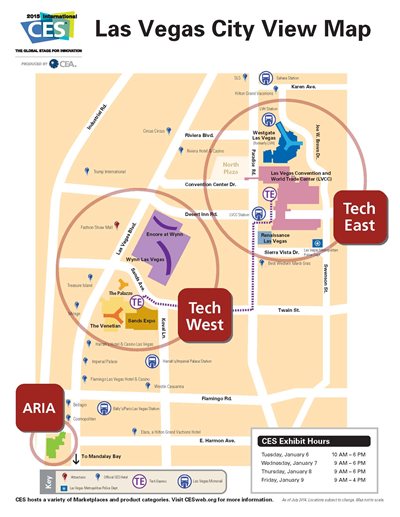 2015 International
CES
THE GLOBAL STAGE FOR INNOVATION
PRODUCED BY CEA
Las Vegas City View Map
SLS
Sahara Station
Karen Ave.
Hilton Grand Vacations
Industrial Rd.
LVH Station
Circus Circus
Riviera Blvd.
Westgate
Las Vegas
(formerly LVH)
Paradise Rd.
Joe W. Brown Dr.
Riviera Hotel & Casino
North
Plaza
Las Vegas Convention and
World Trade Center (LVCC)
Trump International
Convention Center Dr.
TE
Tech
East
Desert Inn Rd.
LVCC Station
Fashion Show Mall
Las Vegas Blvd.
Encore at Wynn
Renaissance
Las Vegas
Las Vegas Metropolitan
Wynn Las Vegas
Sierra Vista Dr.
Best Western Mardi Gras
Swenson St.
Sands Ave.
Treasure Island
The Palazzo
TE
Tech
West
Mirage
The Venetian
Sands Expo
Koval Ln.
Twain St.
Harrah's Hotel & Casino Las Vegas
Imperial Palace
Harrah's/Imperial Palace Station
Flamingo Las Vegas Hotel & Casino
Westin Casuarina
ARIA
Flamingo Rd.
Bellagio
Bally's/Paris Las Vegas Station
Cosmopolitan
Elara, a Hilton Grand Vactions Hotel
E. Harmon Ave.
To Mandalay Bay
CES Exhibit Hours
Tuesday, January 6 10 AM – 6 PM
Wednesday, January 7 9 AM – 6 PM
Thursday, January 8 9 AM – 6 PM
Friday, January 9 9 AM – 4 PM
Key
Attractions
Official CES Hotel
TE
Tech Express
Las Vegas Monorail
Las Vegas Metropolitan Police Dept.
CES hosts a variety of Marketplaces and product categories. Visit CESweb.org for more information.
As of July 2014. Locations subject to change. Map not to scale.